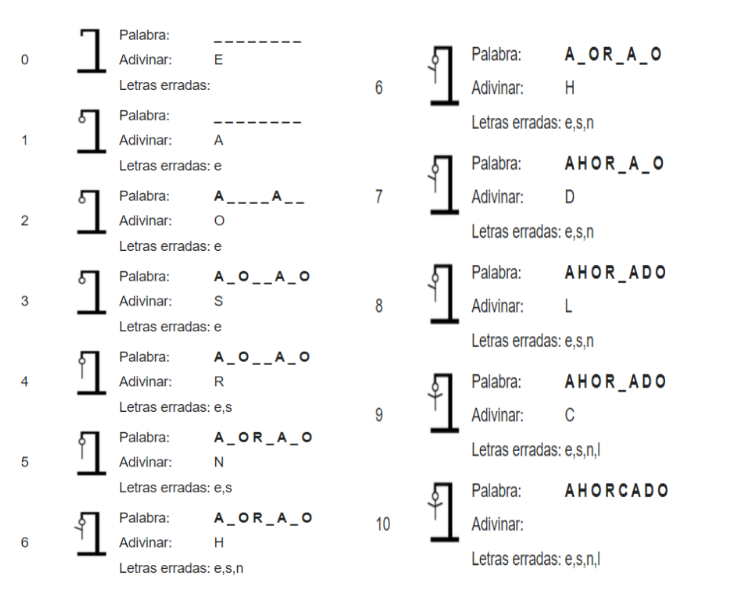 0
Palabra: _ _ _ _ _ _ _ _
Adivinar: E
Letras erradas:
1
Palabra: _ _ _ _ _ _ _ _
Adivinar: A
Letras erradas: e
2
Palabra: A _ _ _ _ A _ _
Adivinar: O
Letras erradas: e
3
Palabra: A _ O _ _ A _ O
Adivinar: S
Letras erradas: e
4
Palabra: A _ O _ _ A _ O
Adivinar: R
Letras erradas: e,s
5
Palabra: A _ O R _ A _ O
Adivinar: N
Letras erradas: e,s
6
Palabra: A _ O R _ A _ O
Adivinar: H
Letras erradas: e,s,n
6
Palabra: A _ O R _ A _ O
Adivinar: H
Letras erradas: e,s,n
7
Palabra: A H O R _ A _ O
Adivinar: D
Letras erradas: e,s,n
8
Palabra: A H O R _ A D O
Adivinar: L
Letras erradas: e,s,n
9
Palabra: A H O R _ A D O
Adivinar: C
Letras erradas: e,s,n,l
10
Palabra: A H O R C A D O
Adivinar:
Letras erradas: e,s,n,l